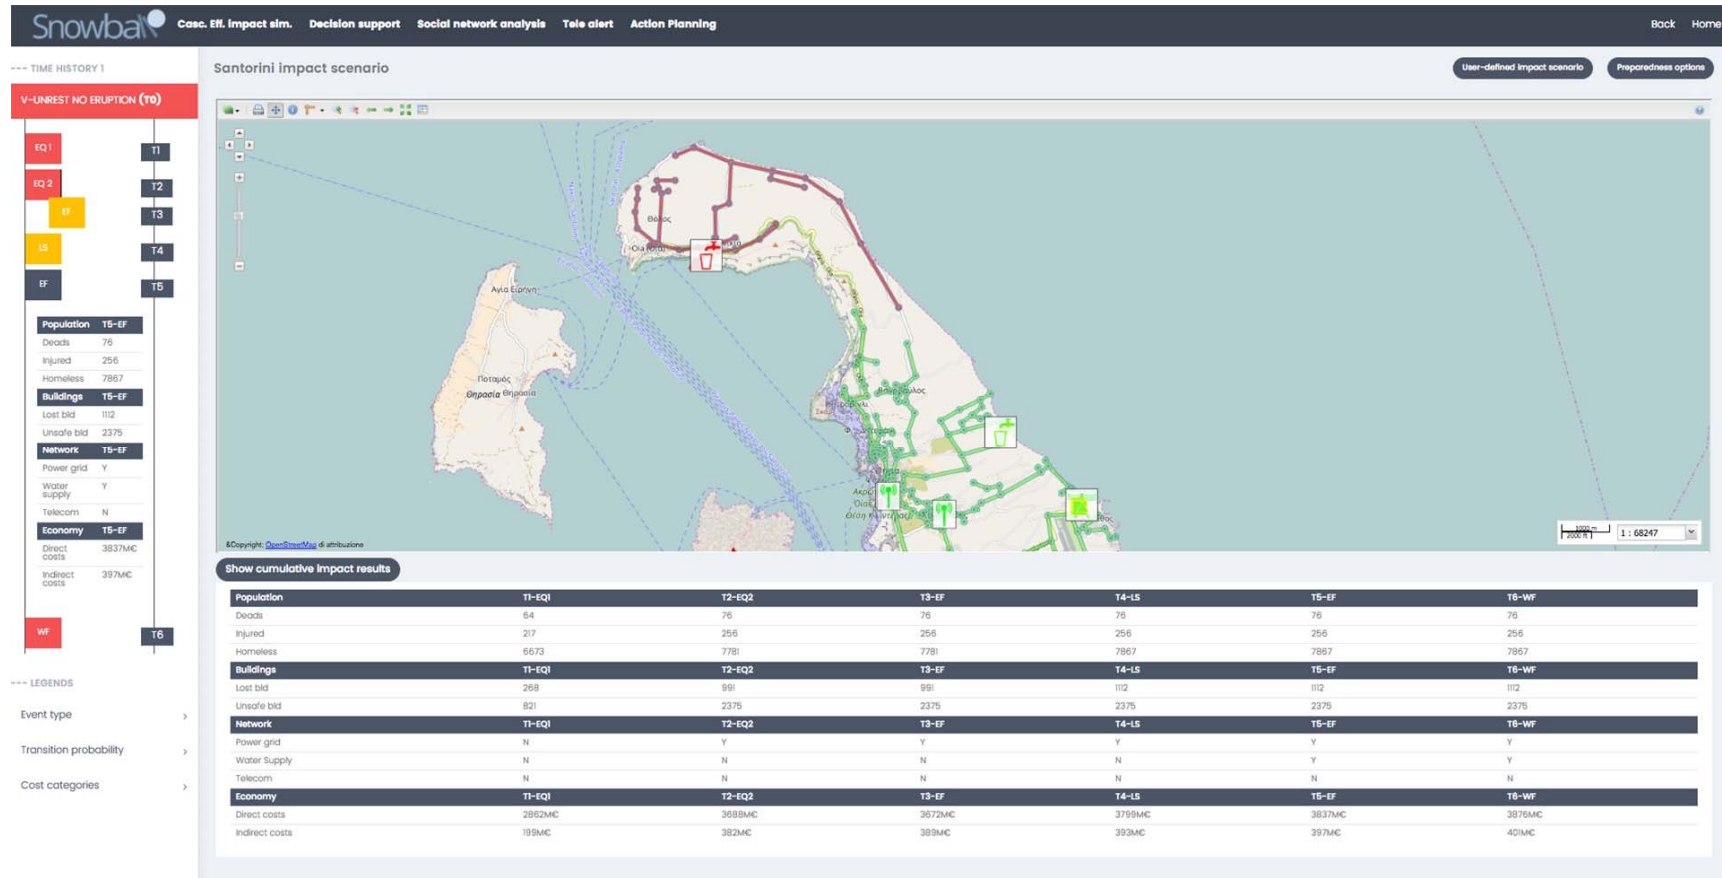 Snowball Casc. Eff. impact sim. Decision support Social network analysis Tele alert Action Planning Back Home
--- TIME HISTORY 1
V-UNREST NO ERUPTION (T0)
EQ 1 T1
EQ 2 T2
EF T3
LS T4
EF T5
Population T5-EF
Deads 76
Injured 256
Homeless 7867
Buildings T5-EF
Lost bld 1112
Unsafe bld 2375
Network T5-EF
Power grid Y
Water
supply Y
Telecom N
Economy T5-EF
Direct
costs 3837M€
Indirect
costs 397M€
WF T6
--- LEGENDS
Event type
Transition probability
Cost categories
Santorini impact scenario
User-defined impact scenario Preparedness options
Θόλος
Οία (Οία)
Αγία Ειρήνη
Ποταμός
Θηρασία Θηρασία
&Copyright: OpenStreetMap di attribuzione
1000 m
2000 ft
1 : 68247
Show cumulative impact results
Population T1-EQ1 T2-EQ2 T3-EF T4-LS T5-EF T6-WF
Deads 64 76 76 76 76 76
Injured 217 256 256 256 256 256
Homeless 6673 7781 7781 7867 7867 7867
Buildings T1-EQ1 T2-EQ2 T3-EF T4-LS T5-EF T6-WF
Lost bld 268 991 991 1112 1112 1112
Unsafe bld 821 2375 2375 2375 2375 2375
Network T1-EQ1 T2-EQ2 T3-EF T4-LS T5-EF T6-WF
Power grid N Y Y Y Y Y
Water Supply N N N N Y Y
Telecom N N N N N N
Economy T1-EQ1 T2-EQ2 T3-EF T4-LS T5-EF T6-WF
Direct costs 2862M€ 3688M€ 3672M€ 3799M€ 3837M€ 3876M€
Indirect costs 199M€ 382M€ 389M€ 393M€ 397M€ 401M€